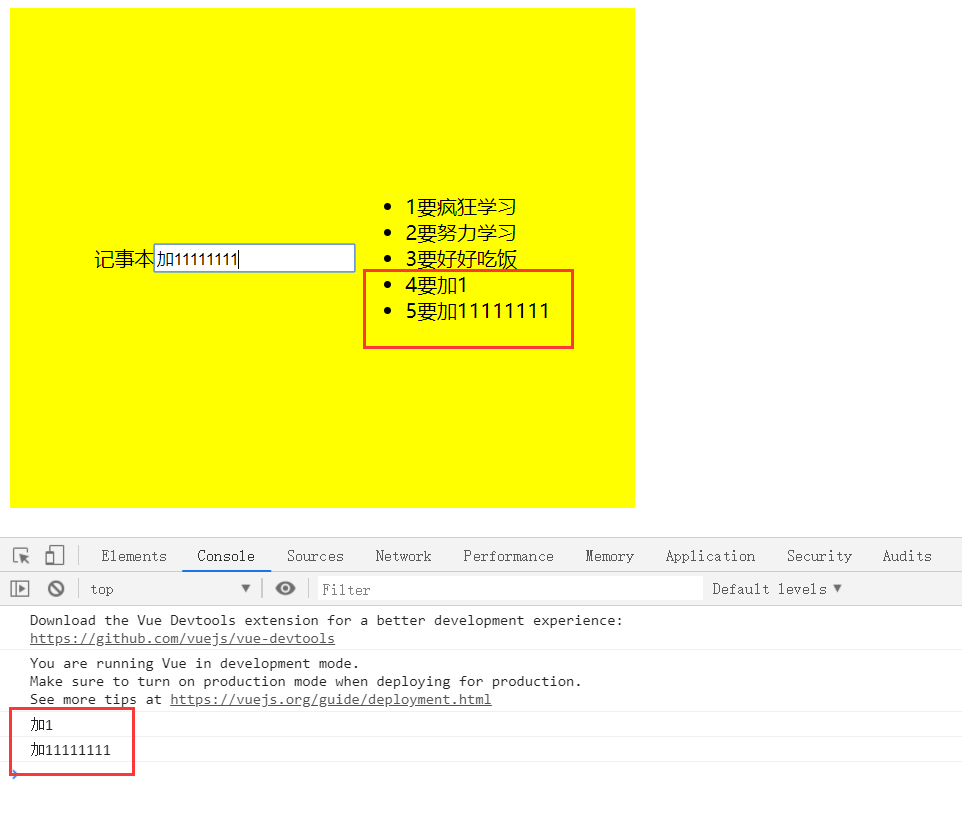 1要疯狂学习
2要努力学习
记事本 加11111111
3要好好吃饭
4要加1
5要加11111111
Elements Console Sources Network Performance Memory Application Security Audits
top Filter Default levels
Download the Vue Devtools extension for a better development experience:
https://github.com/vuejs/vue-devtools
You are running Vue in development mode.
Make sure to turn on production mode when deploying for production.
See more tips at https://vuejs.org/guide/deployment.html
加1
加11111111